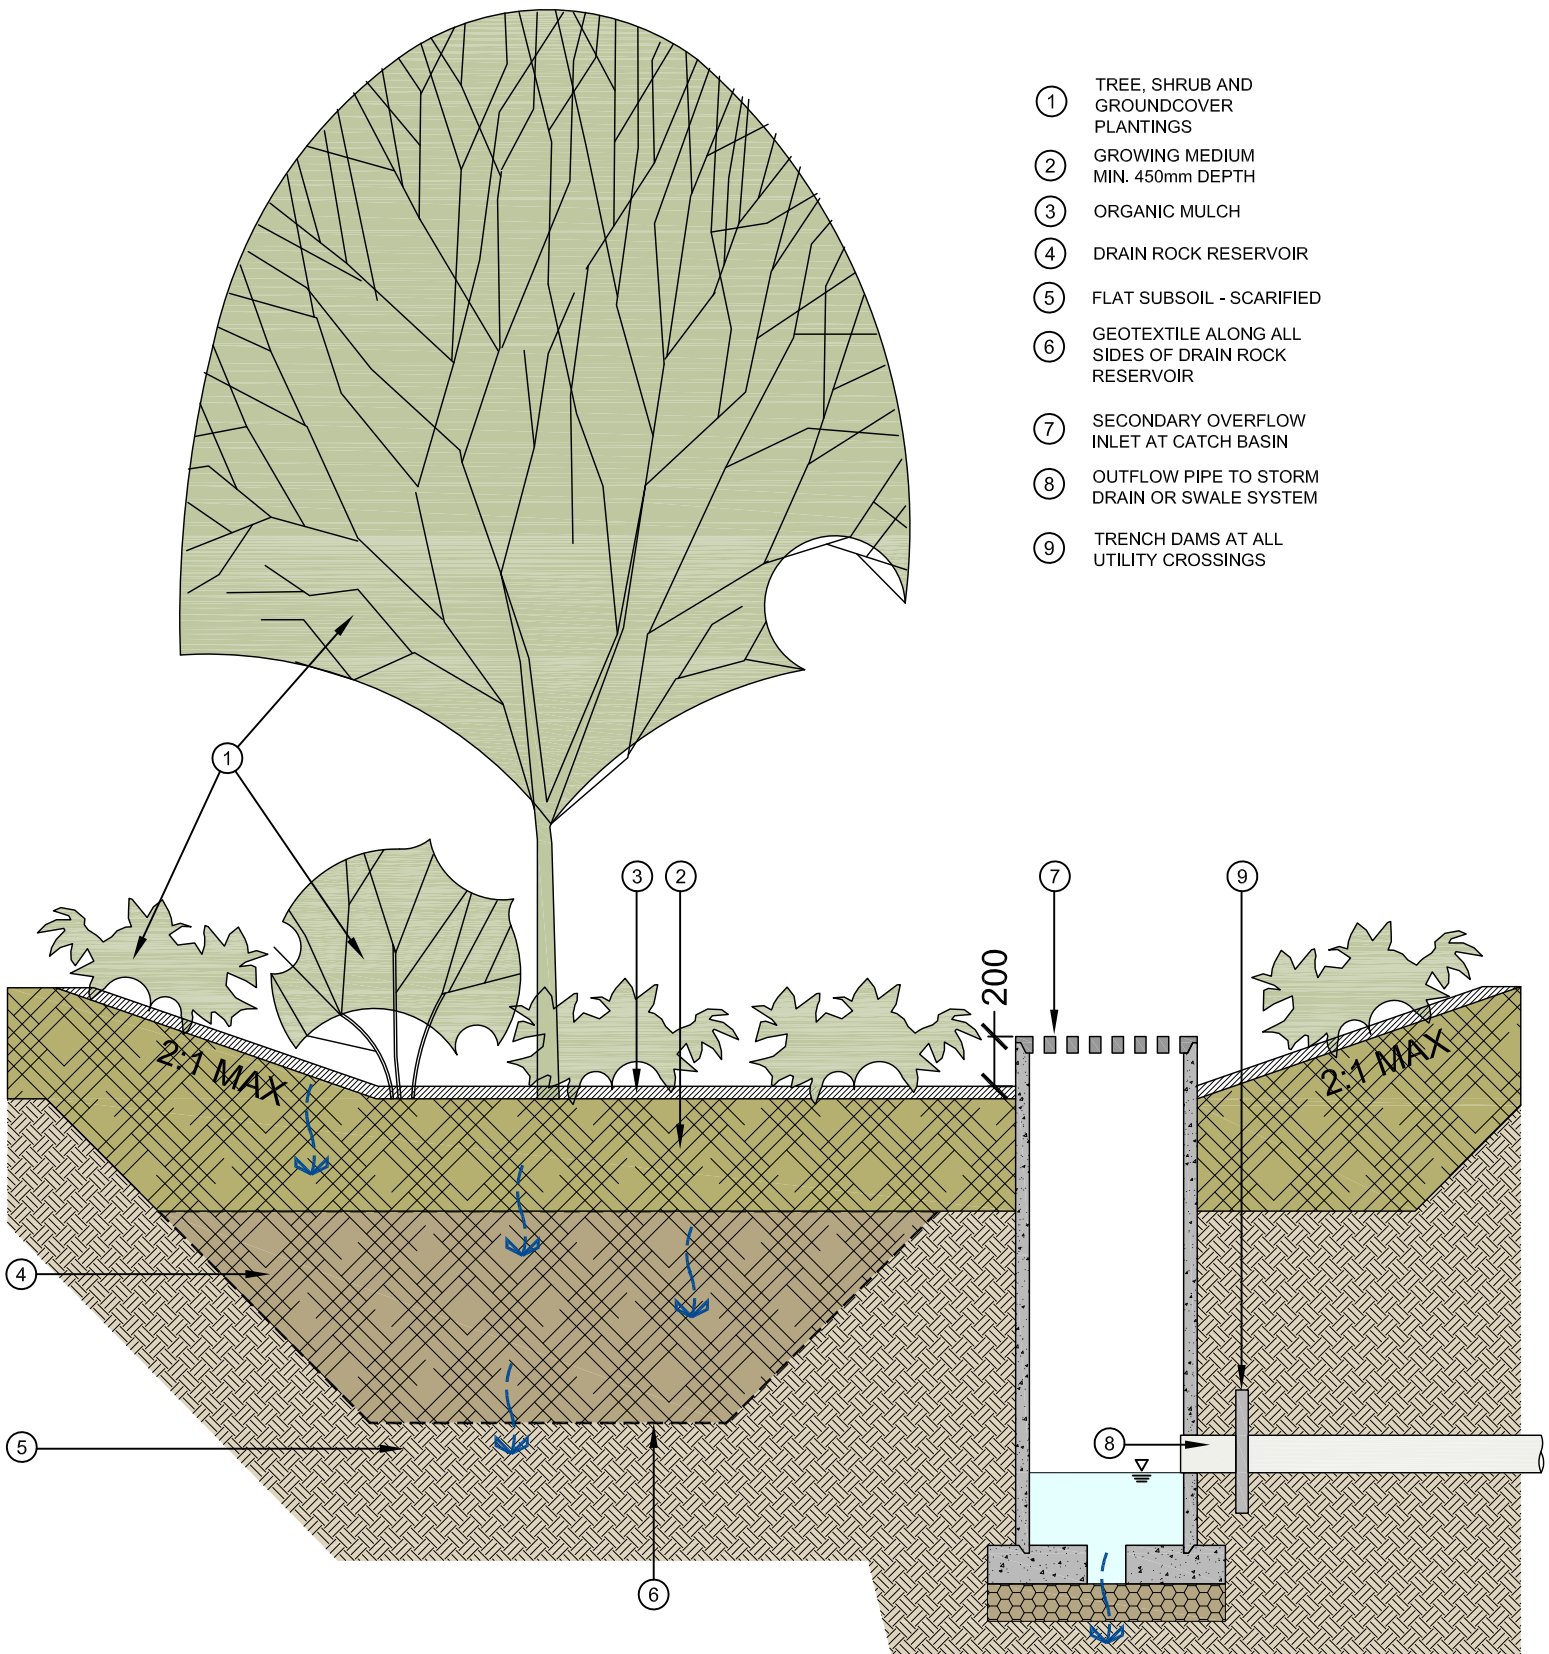 1
TREE, SHRUB AND
GROUNDCOVER
PLANTINGS
2
GROWING MEDIUM
MIN. 450mm DEPTH
3
ORGANIC MULCH
4
DRAIN ROCK RESERVOIR
5
FLAT SUBSOIL - SCARIFIED
6
GEOTEXTILE ALONG ALL
SIDES OF DRAIN ROCK
RESERVOIR
7
SECONDARY OVERFLOW
INLET AT CATCH BASIN
8
OUTFLOW PIPE TO STORM
DRAIN OR SWALE SYSTEM
9
TRENCH DAMS AT ALL
UTILITY CROSSINGS
1
3
2
7
9
200
2:1 MAX
2:1 MAX
4
5
8
6